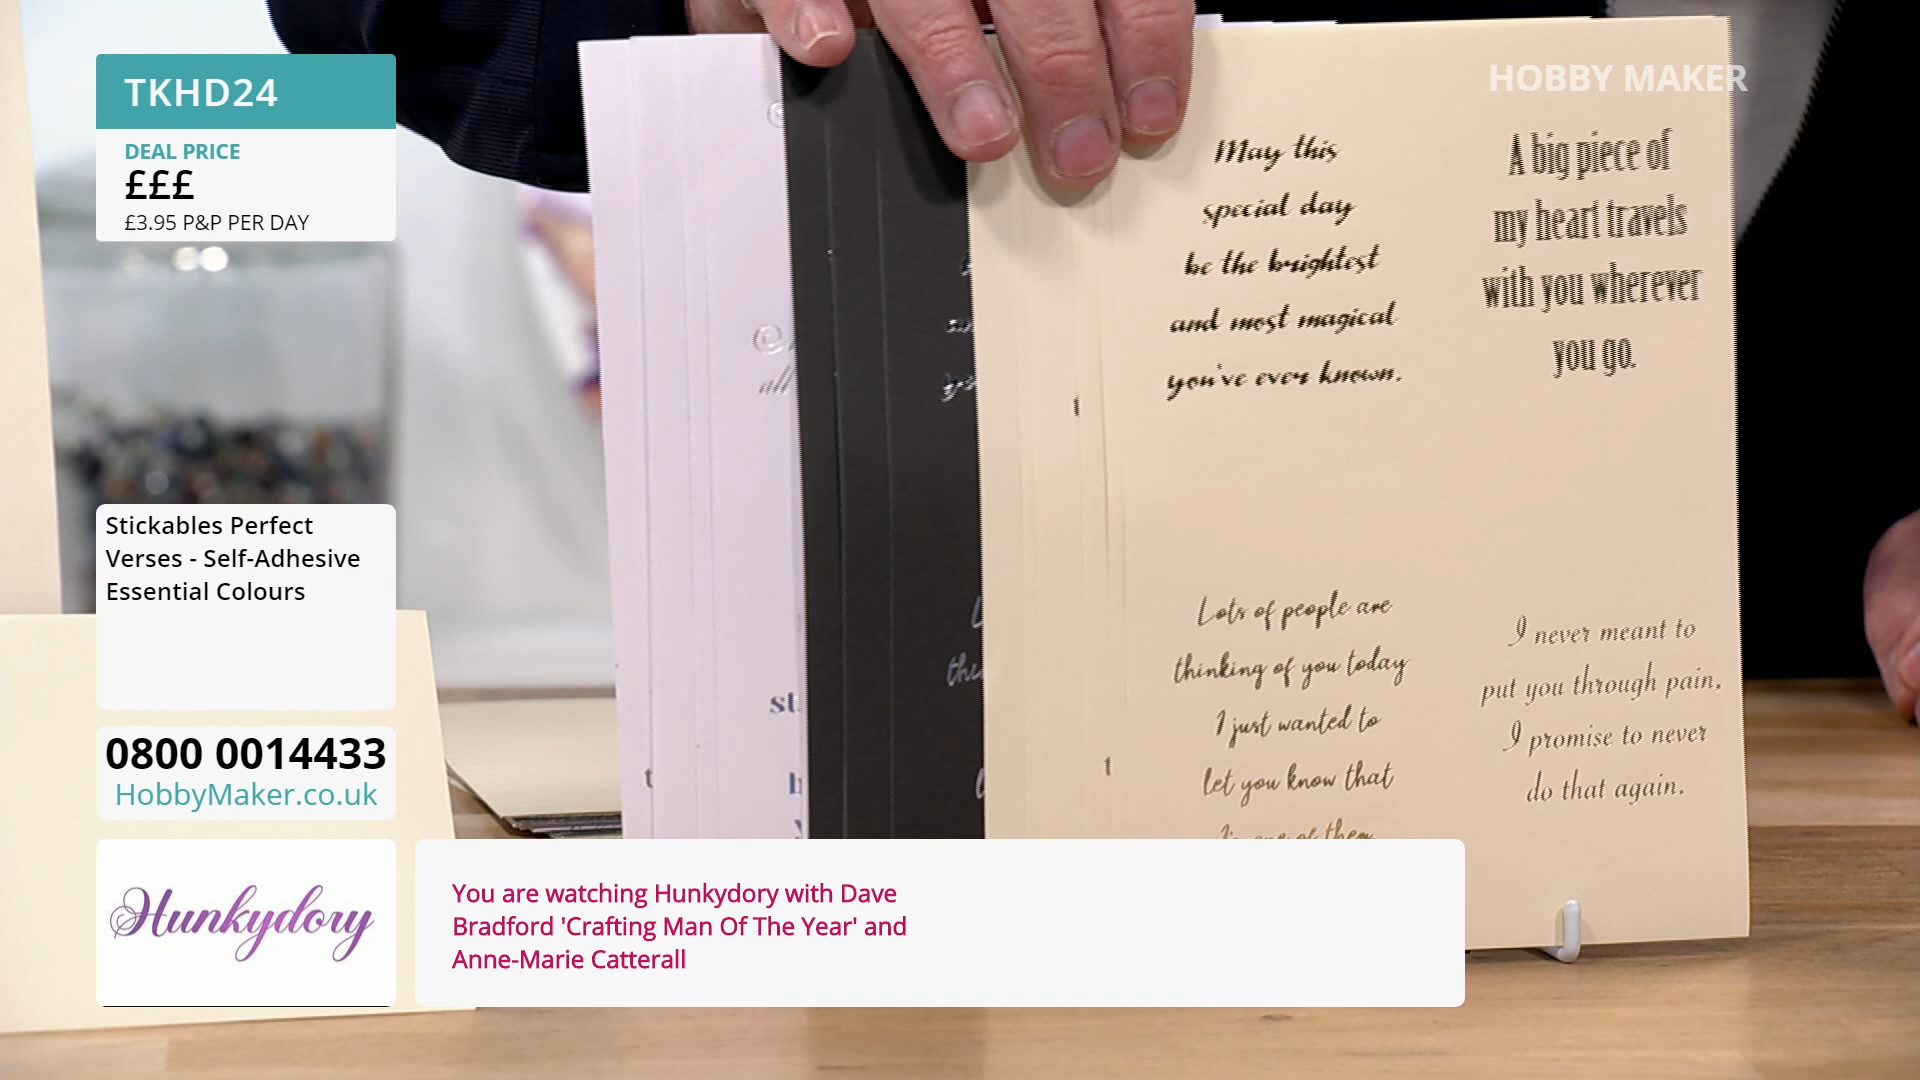 TKHD24
DEAL PRICE
£££
£3.95 P&P PER DAY
HOBBY MAKER
May this
special day
be the brightest
and most magical
you've ever known.
A big piece of
my heart travels
with you wherever
you go.
Lots of people are
thinking of you today
I just wanted to
let you know that
I'm one of them
I never meant to
put you through pain,
I promise to never
do that again.
Stickables Perfect
Verses - Self-Adhesive
Essential Colours
0800 0014433
HobbyMaker.co.uk
Hunkydory
You are watching Hunkydory with Dave
Bradford 'Crafting Man Of The Year' and
Anne-Marie Catterall